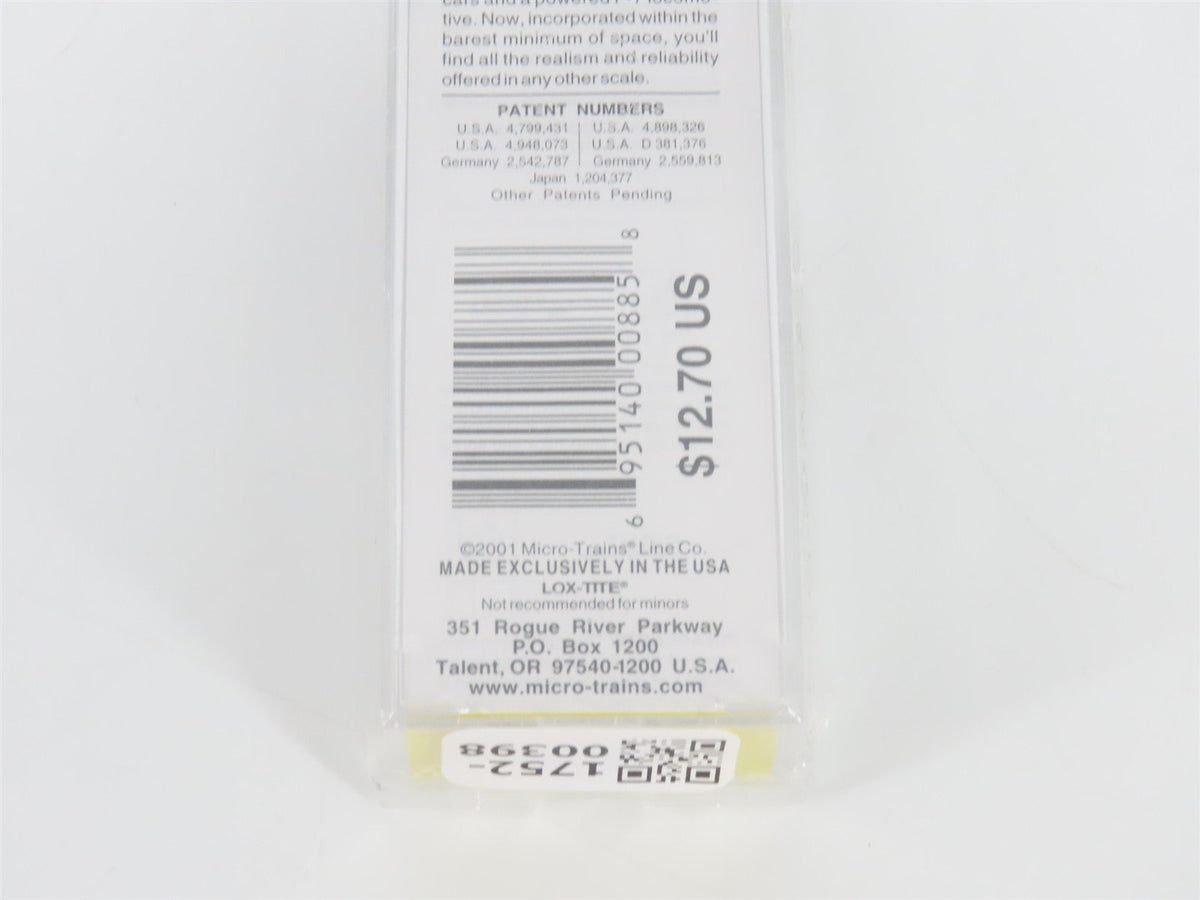 tive. Now, incorporated within the
barest minimum of space, you'll
find all the realism and reliability
offered in any other scale.
PATENT NUMBERS
U.S.A. 4,799,431 | U.S.A. 4,898,326
U.S.A. 4,948,073 | U.S.A. D 381,376
Germany 2,542,787 | Germany 2,559,813
Japan 1,204,377
Other Patents Pending
6 95140 00885 8
$12.70 US
©2001 Micro-Trains® Line Co.
MADE EXCLUSIVELY IN THE USA
LOX-TITE®
Not recommended for minors
351 Rogue River Parkway
P.O. Box 1200
Talent, OR 97540-1200 U.S.A.
www.micro-trains.com
1752-
00398